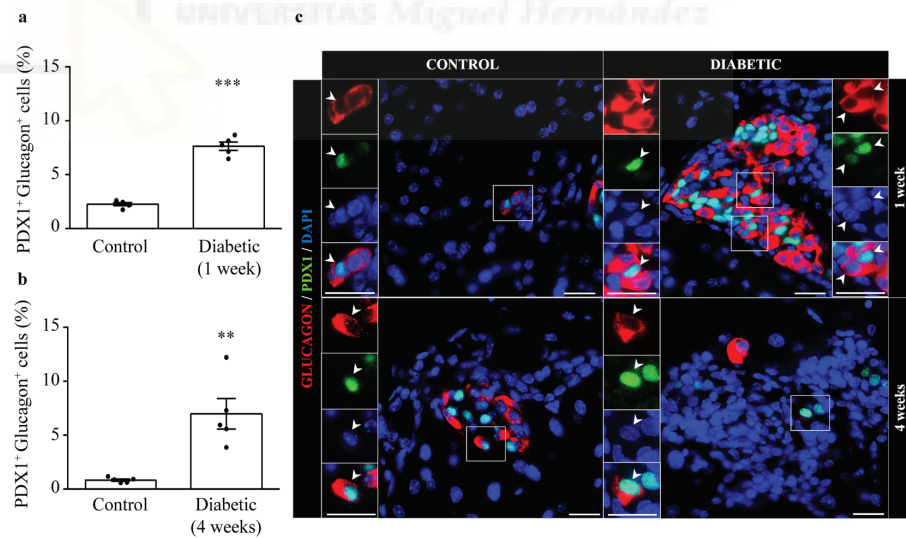 UNIVERSITAS Miguel Hernández
a
PDX1⁺ Glucagon⁺ cells (%)
15
10
5
0
***
Control
Diabetic
(1 week)
b
PDX1⁺ Glucagon⁺ cells (%)
15
10
5
0
**
Control
Diabetic
(4 weeks)
c
CONTROL
DIABETIC
GLUCAGON / PDX1 / DAPI
1 week
4 weeks